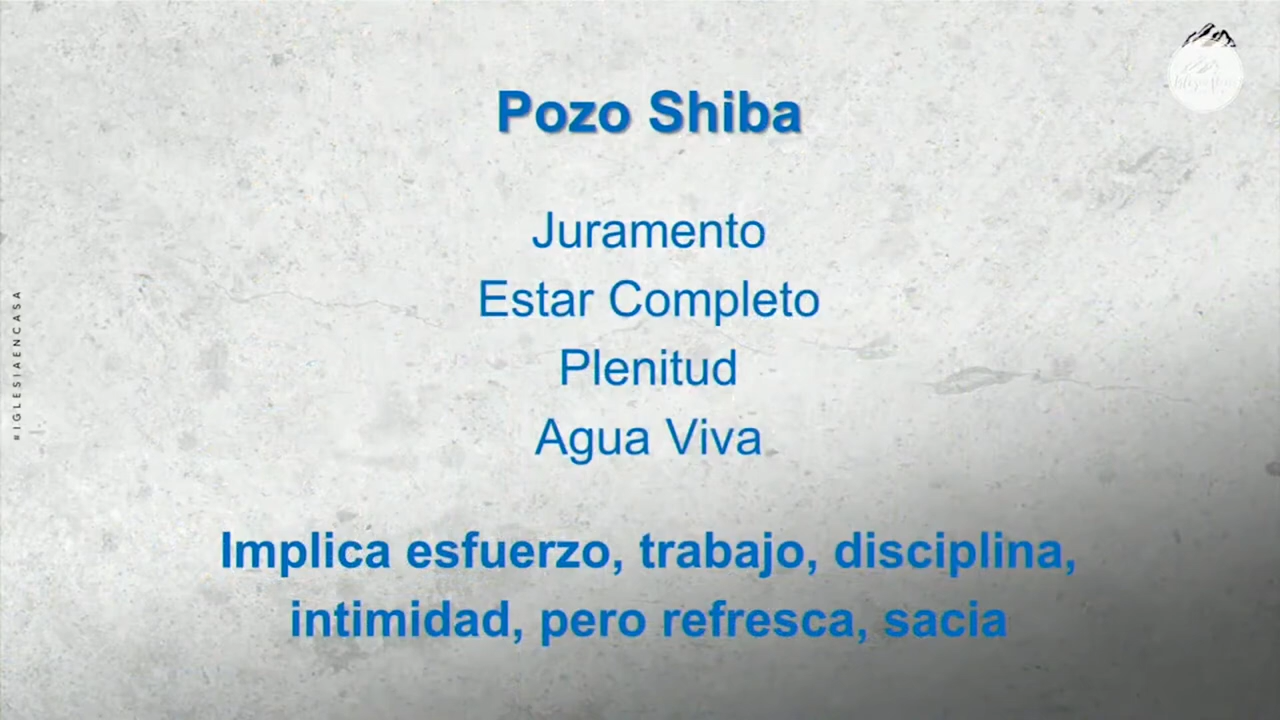 Pozo Shiba
Juramento
Estar Completo
Plenitud
Agua Viva
Implica esfuerzo, trabajo, disciplina,
intimidad, pero refresca, sacia
#IGLESIAENCASA